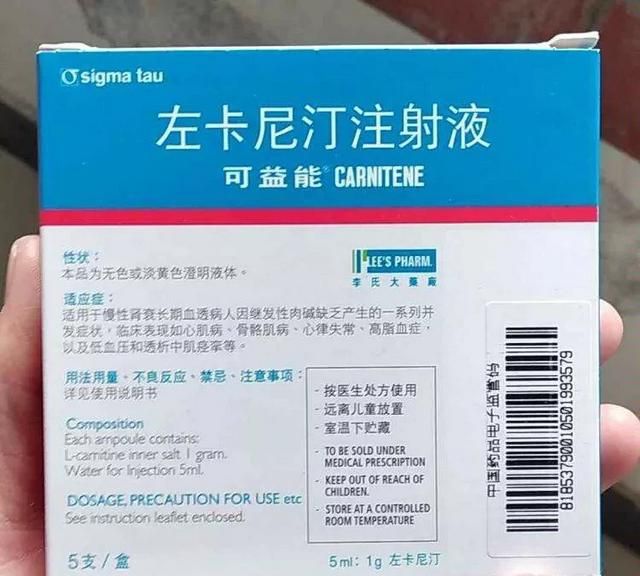 sigma tau
左卡尼汀注射液
可益能® CARNITENE
性状：
本品为无色或淡黄色澄明液体。
LEE'S PHARM.
李氏大藥廠
适应症：
适用于慢性肾衰长期血透病人因继发性肉碱缺乏产生的一系列并
发症状，临床表现如心肌病、骨骼肌病、心律失常、高脂血症，
以及低血压和透析中肌痉挛等。
用法用量、不良反应、禁忌、注意事项：
详见使用说明书
Composition
Each ampoule contains:
L-carnitine inner salt 1 gram.
Water for Injection 5ml.
DOSAGE, PRECAUTION FOR USE etc
See instruction leaflet enclosed.
5支/盒
- 按医生处方使用
- 远离儿童放置
- 室温下贮藏
- TO BE SOLD UNDER
MEDICAL PRESCRIPTION
- KEEP OUT OF REACH OF
CHILDREN.
- STORE AT A CONTROLLED
ROOM TEMPERATURE
5ml: 1g 左卡尼汀
中国药品电子监管码
81853790010501993579